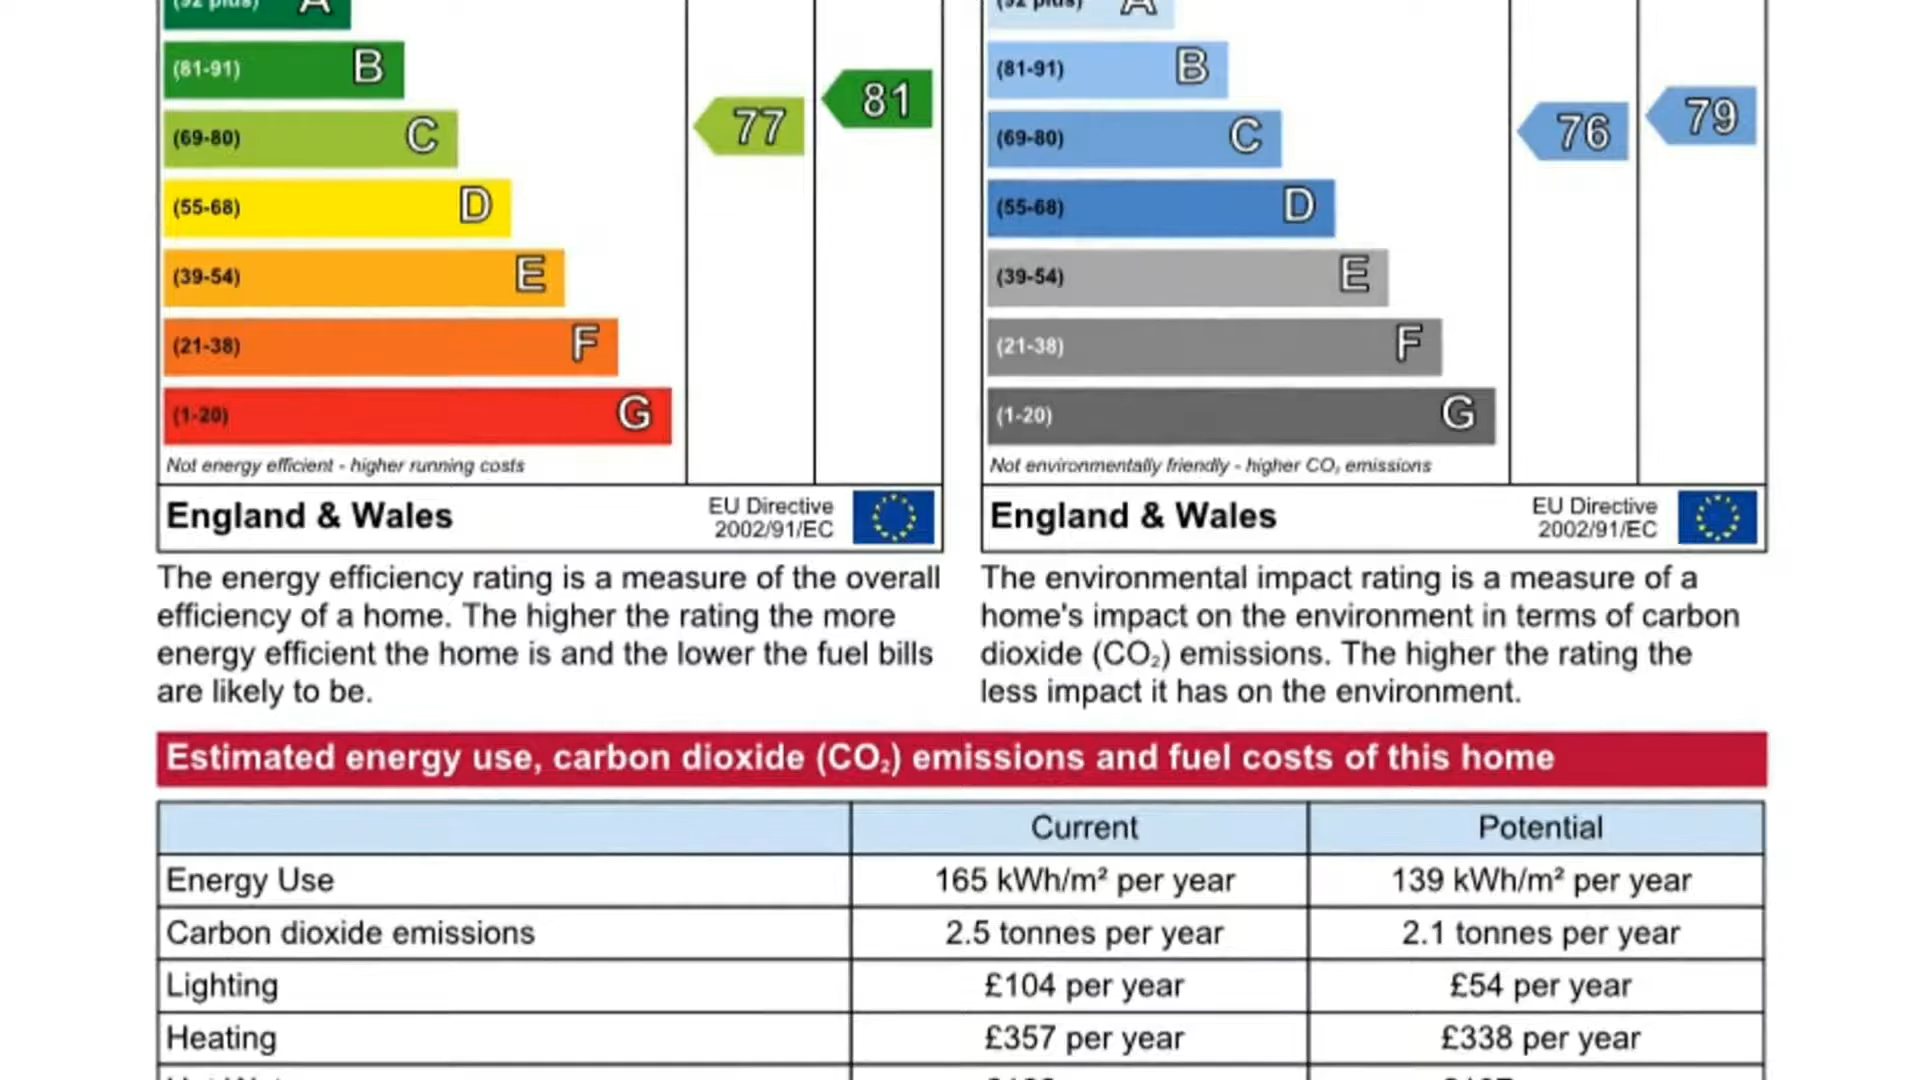 (92 plus) A
(81-91) B
(69-80) C
(55-68) D
(39-54) E
(21-38) F
(1-20) G
77
81
Not energy efficient - higher running costs
England & Wales
EU Directive
2002/91/EC
(92 plus) A
(81-91) B
(69-80) C
(55-68) D
(39-54) E
(21-38) F
(1-20) G
76
79
Not environmentally friendly - higher CO₂ emissions
England & Wales
EU Directive
2002/91/EC
The energy efficiency rating is a measure of the overall
efficiency of a home. The higher the rating the more
energy efficient the home is and the lower the fuel bills
are likely to be.
The environmental impact rating is a measure of a
home's impact on the environment in terms of carbon
dioxide (CO₂) emissions. The higher the rating the
less impact it has on the environment.
Estimated energy use, carbon dioxide (CO₂) emissions and fuel costs of this home
Current Potential
Energy Use 165 kWh/m² per year 139 kWh/m² per year
Carbon dioxide emissions 2.5 tonnes per year 2.1 tonnes per year
Lighting £104 per year £54 per year
Heating £357 per year £338 per year